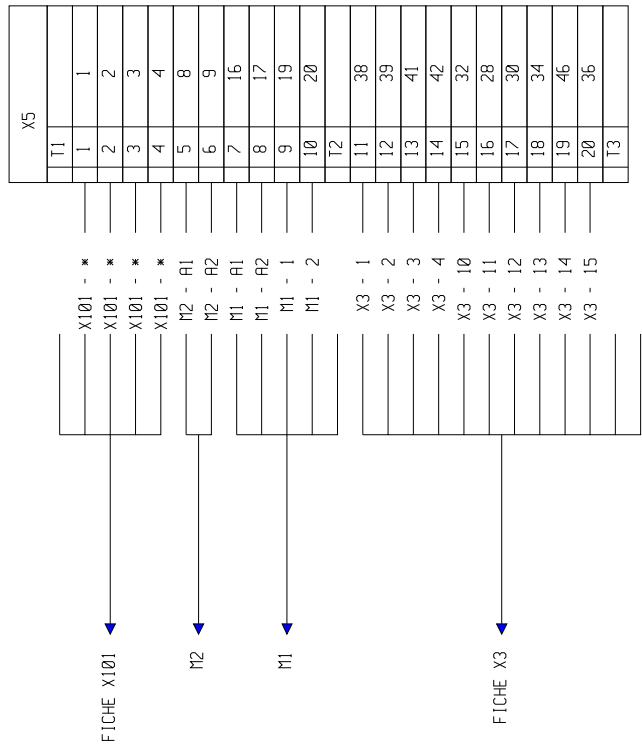 X5
T1
1 1 X101 - *
2 2 X101 - *
3 3 X101 - *
4 4 X101 - *
5 8 M2 - A1
6 9 M2 - A2
7 16 M1 - A1
8 17 M1 - A2
9 19 M1 - 1
10 20 M1 - 2
T2
11 38 X3 - 1
12 39 X3 - 2
13 41 X3 - 3
14 42 X3 - 4
15 32 X3 - 10
16 28 X3 - 11
17 30 X3 - 12
18 34 X3 - 13
19 46 X3 - 14
20 36 X3 - 15
T3
FICHE X101
M2
M1
FICHE X3